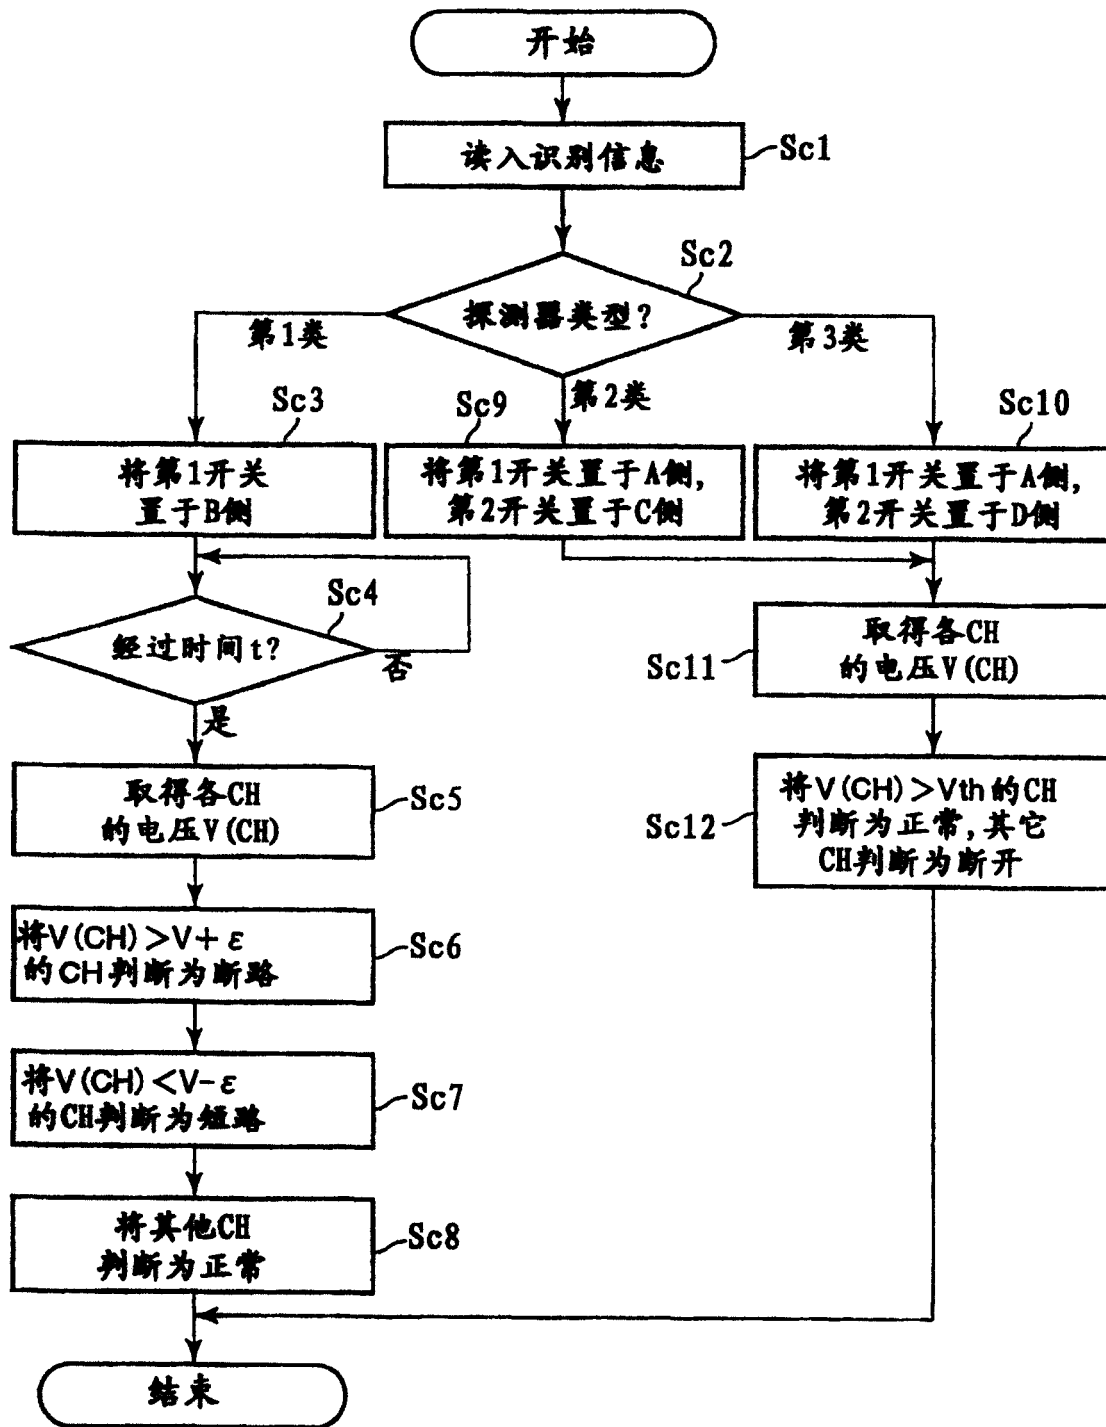 开始
读入识别信息
Sc1
Sc2
探测器类型?
第1类
第2类
第3类
Sc3
将第1开关
置于B侧
Sc9
将第1开关置于A侧,
第2开关置于C侧
Sc10
将第1开关置于A侧,
第2开关置于D侧
Sc4
经过时间t?
否
是
取得各CH
的电压V(CH)
Sc5
将V(CH)>V+ε
的CH判断为断路
Sc6
将V(CH)<V-ε
的CH判断为短路
Sc7
将其他CH
判断为正常
Sc8
取得各CH
的电压V(CH)
Sc11
将V(CH)>Vth的CH
判断为正常,其它
CH判断为断开
Sc12
结束